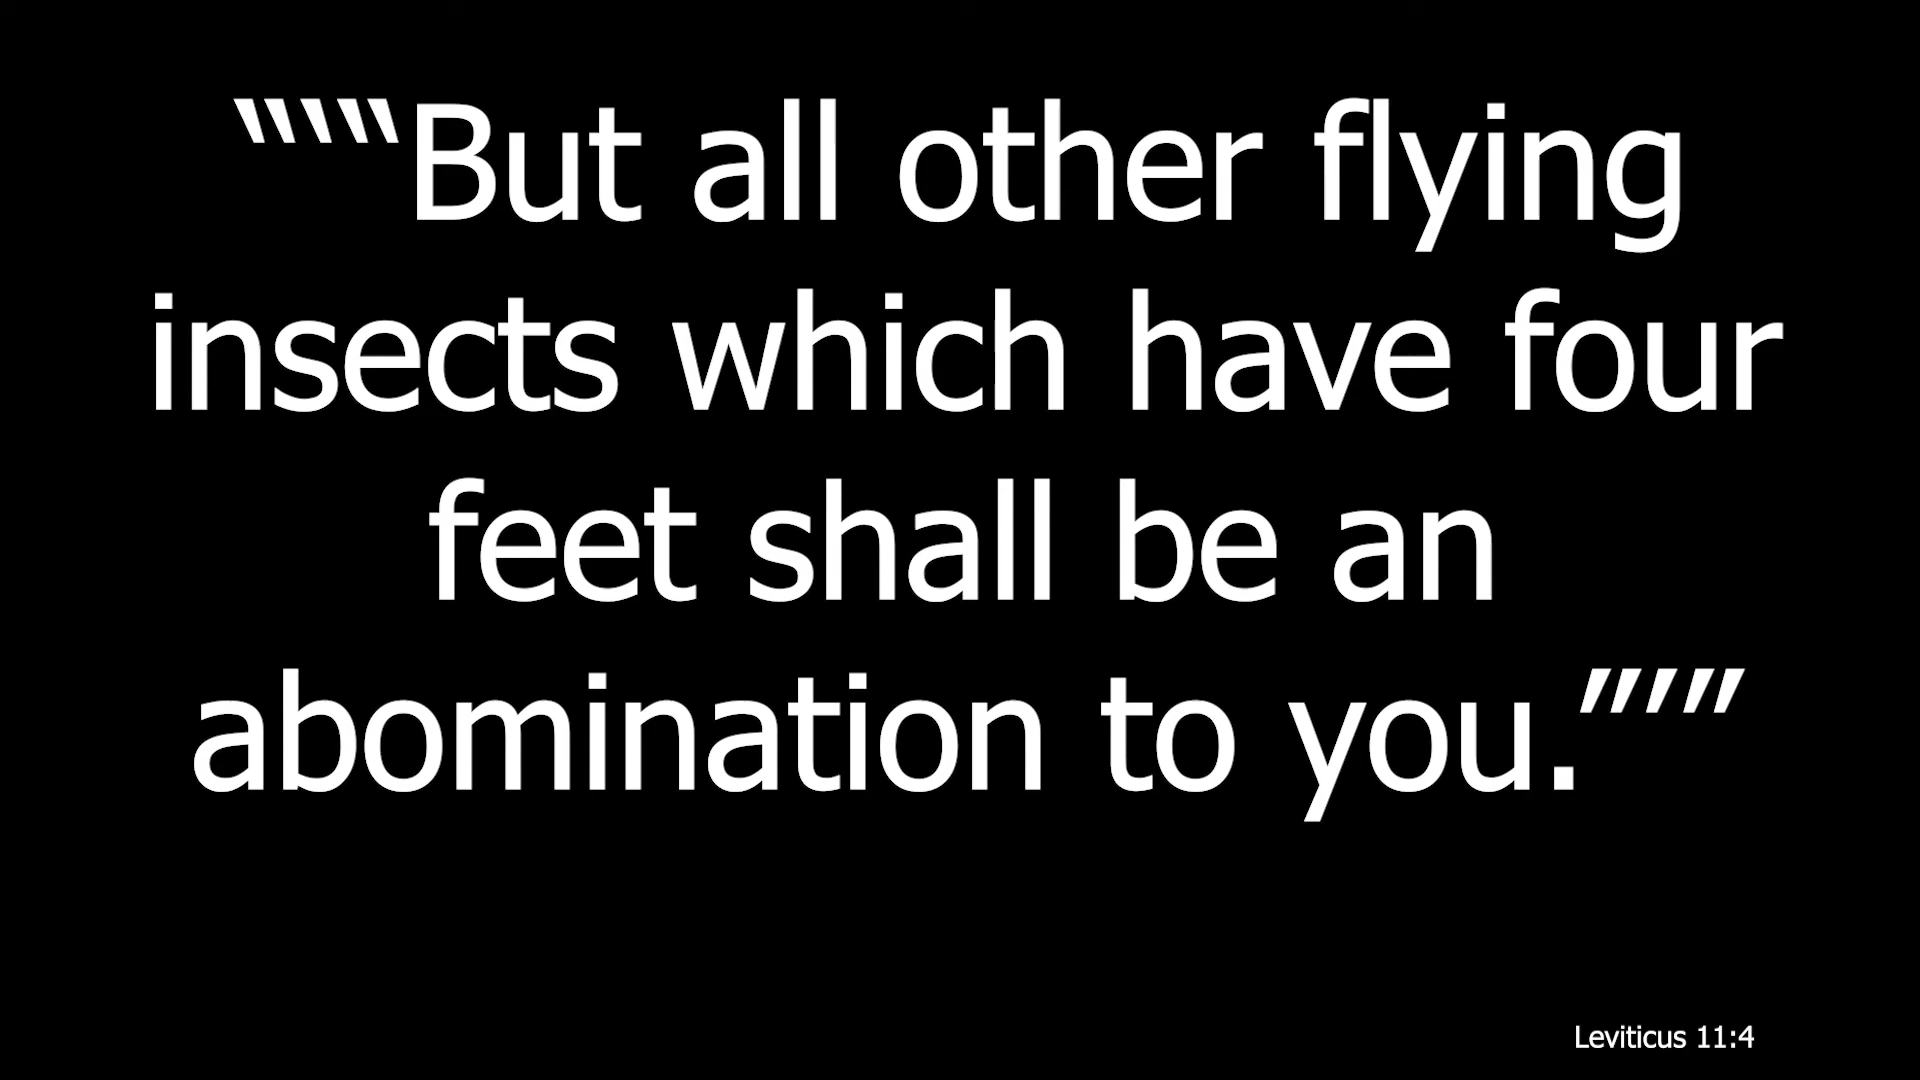 “‘“‘“But all other flying
insects which have four
feet shall be an
abomination to you.”’”
Leviticus 11:4